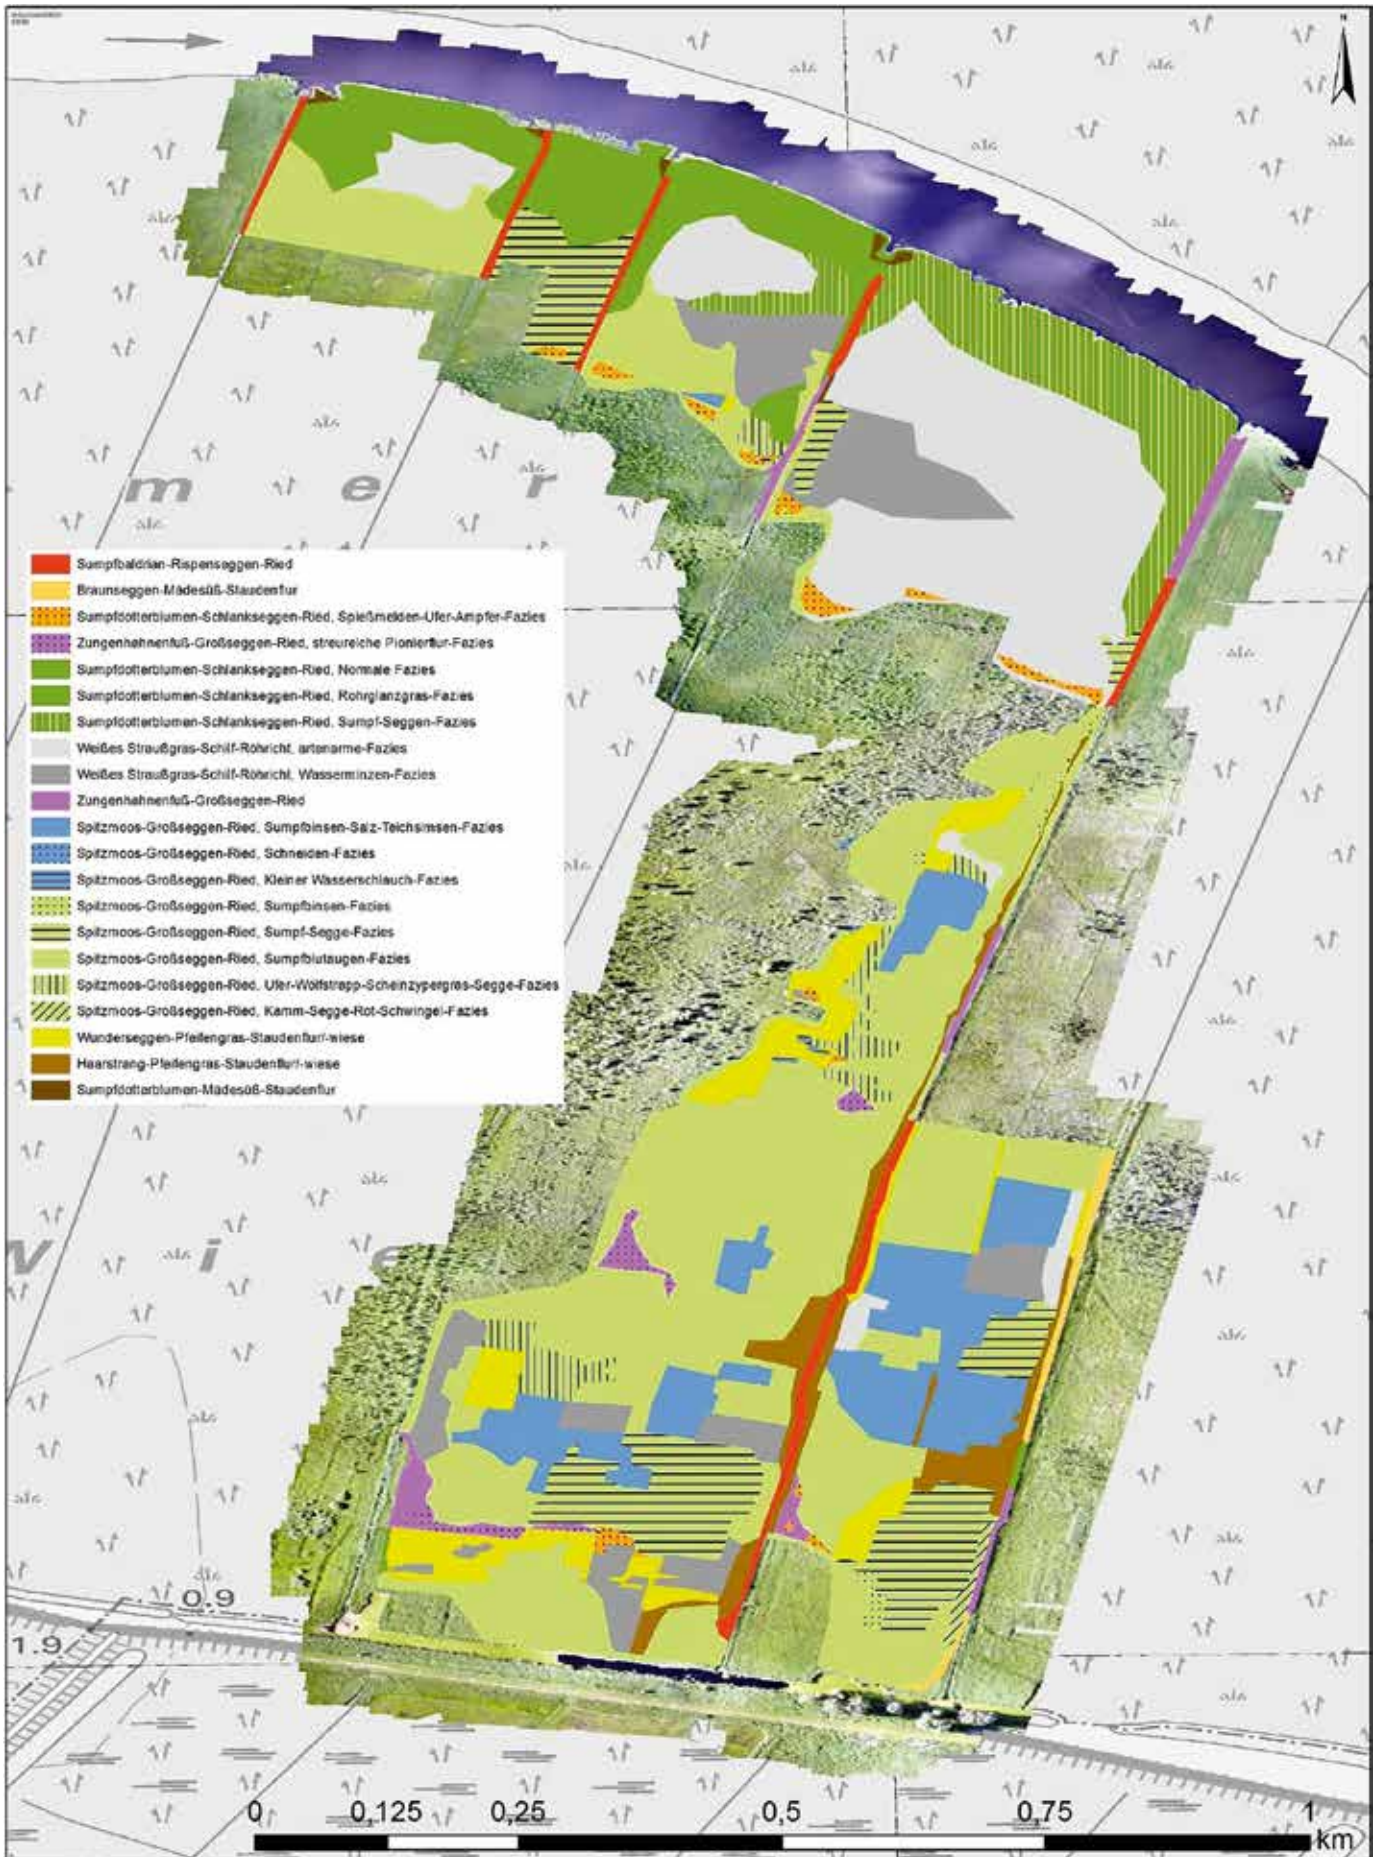 N
m e r
Sumpfbaldrian-Rispenseggen-Ried
Braunseggen-Mädesüß-Staudenflur
Sumpfdotterblumen-Schlankseggen-Ried, Spießmelden-Ufer-Ampfer-Fazies
Zungenhahnenfuß-Großseggen-Ried, streureiche Pionierflur-Fazies
Sumpfdotterblumen-Schlankseggen-Ried, Normale Fazies
Sumpfdotterblumen-Schlankseggen-Ried, Rohrglanzgras-Fazies
Sumpfdotterblumen-Schlankseggen-Ried, Sumpf-Seggen-Fazies
Weißes Straußgras-Schilf-Röhricht, artenarme-Fazies
Weißes Straußgras-Schilf-Röhricht, Wasserminzen-Fazies
Zungenhahnenfuß-Großseggen-Ried
Spitzmoos-Großseggen-Ried, Sumpfbinsen-Salz-Teichsimsen-Fazies
Spitzmoos-Großseggen-Ried, Schneiden-Fazies
Spitzmoos-Großseggen-Ried, Kleiner Wasserschlauch-Fazies
Spitzmoos-Großseggen-Ried, Sumpfbinsen-Fazies
Spitzmoos-Großseggen-Ried, Sumpf-Segge-Fazies
Spitzmoos-Großseggen-Ried, Sumpfblutaugen-Fazies
Spitzmoos-Großseggen-Ried, Ufer-Wolfstrapp-Scheinzypergras-Segge-Fazies
Spitzmoos-Großseggen-Ried, Kamm-Segge-Rot-Schwingel-Fazies
Wunderseggen-Pfeifengras-Staudenflur/-wiese
Haarstrang-Pfeifengras-Staudenflur/-wiese
Sumpfdotterblumen-Mädesüß-Staudenflur
W i e
0.9
1.9
0 0,125 0,25 0,5 0,75 1
km